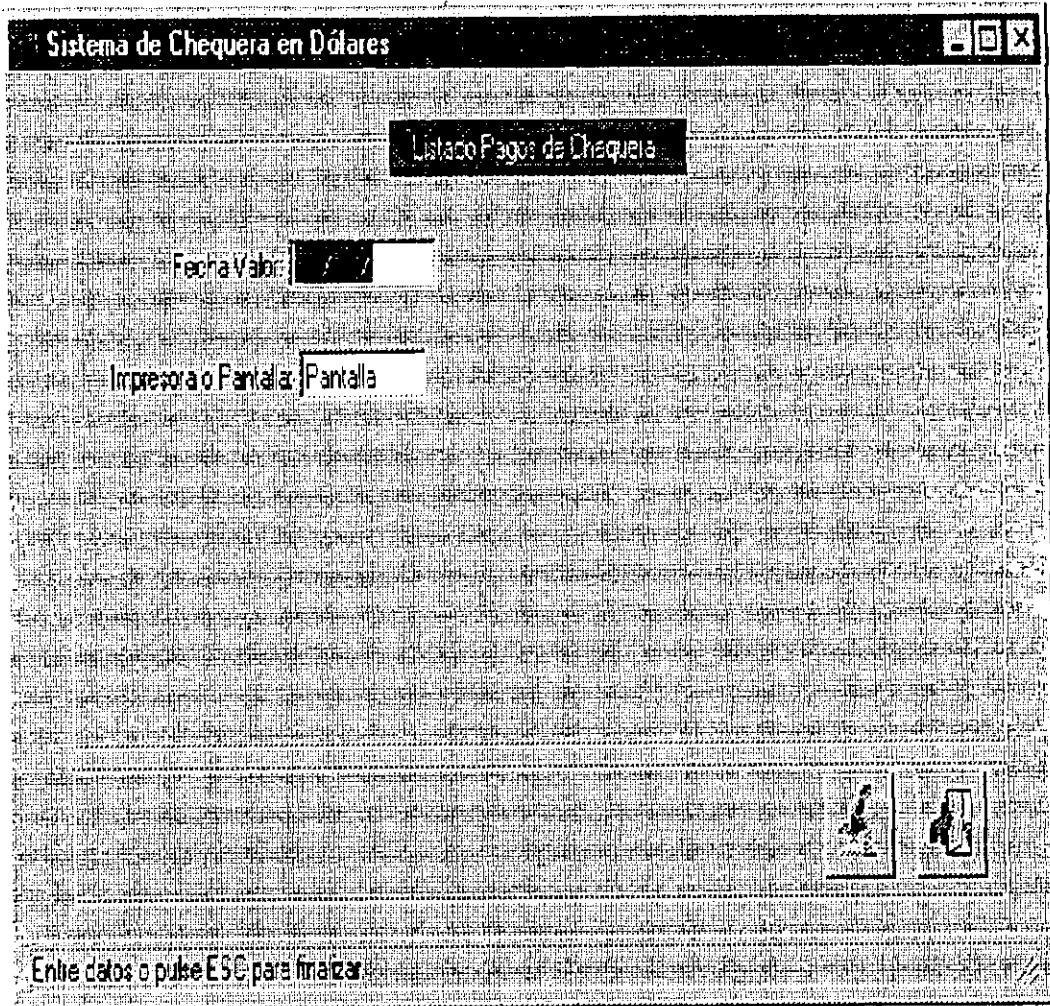 Sistema de Chequera en Dólares
Listado Pagos de Chequera
Fecha Valor: / /
Impresora o Pantalla: Pantalla
Entre datos o pulse ESC para finalizar.